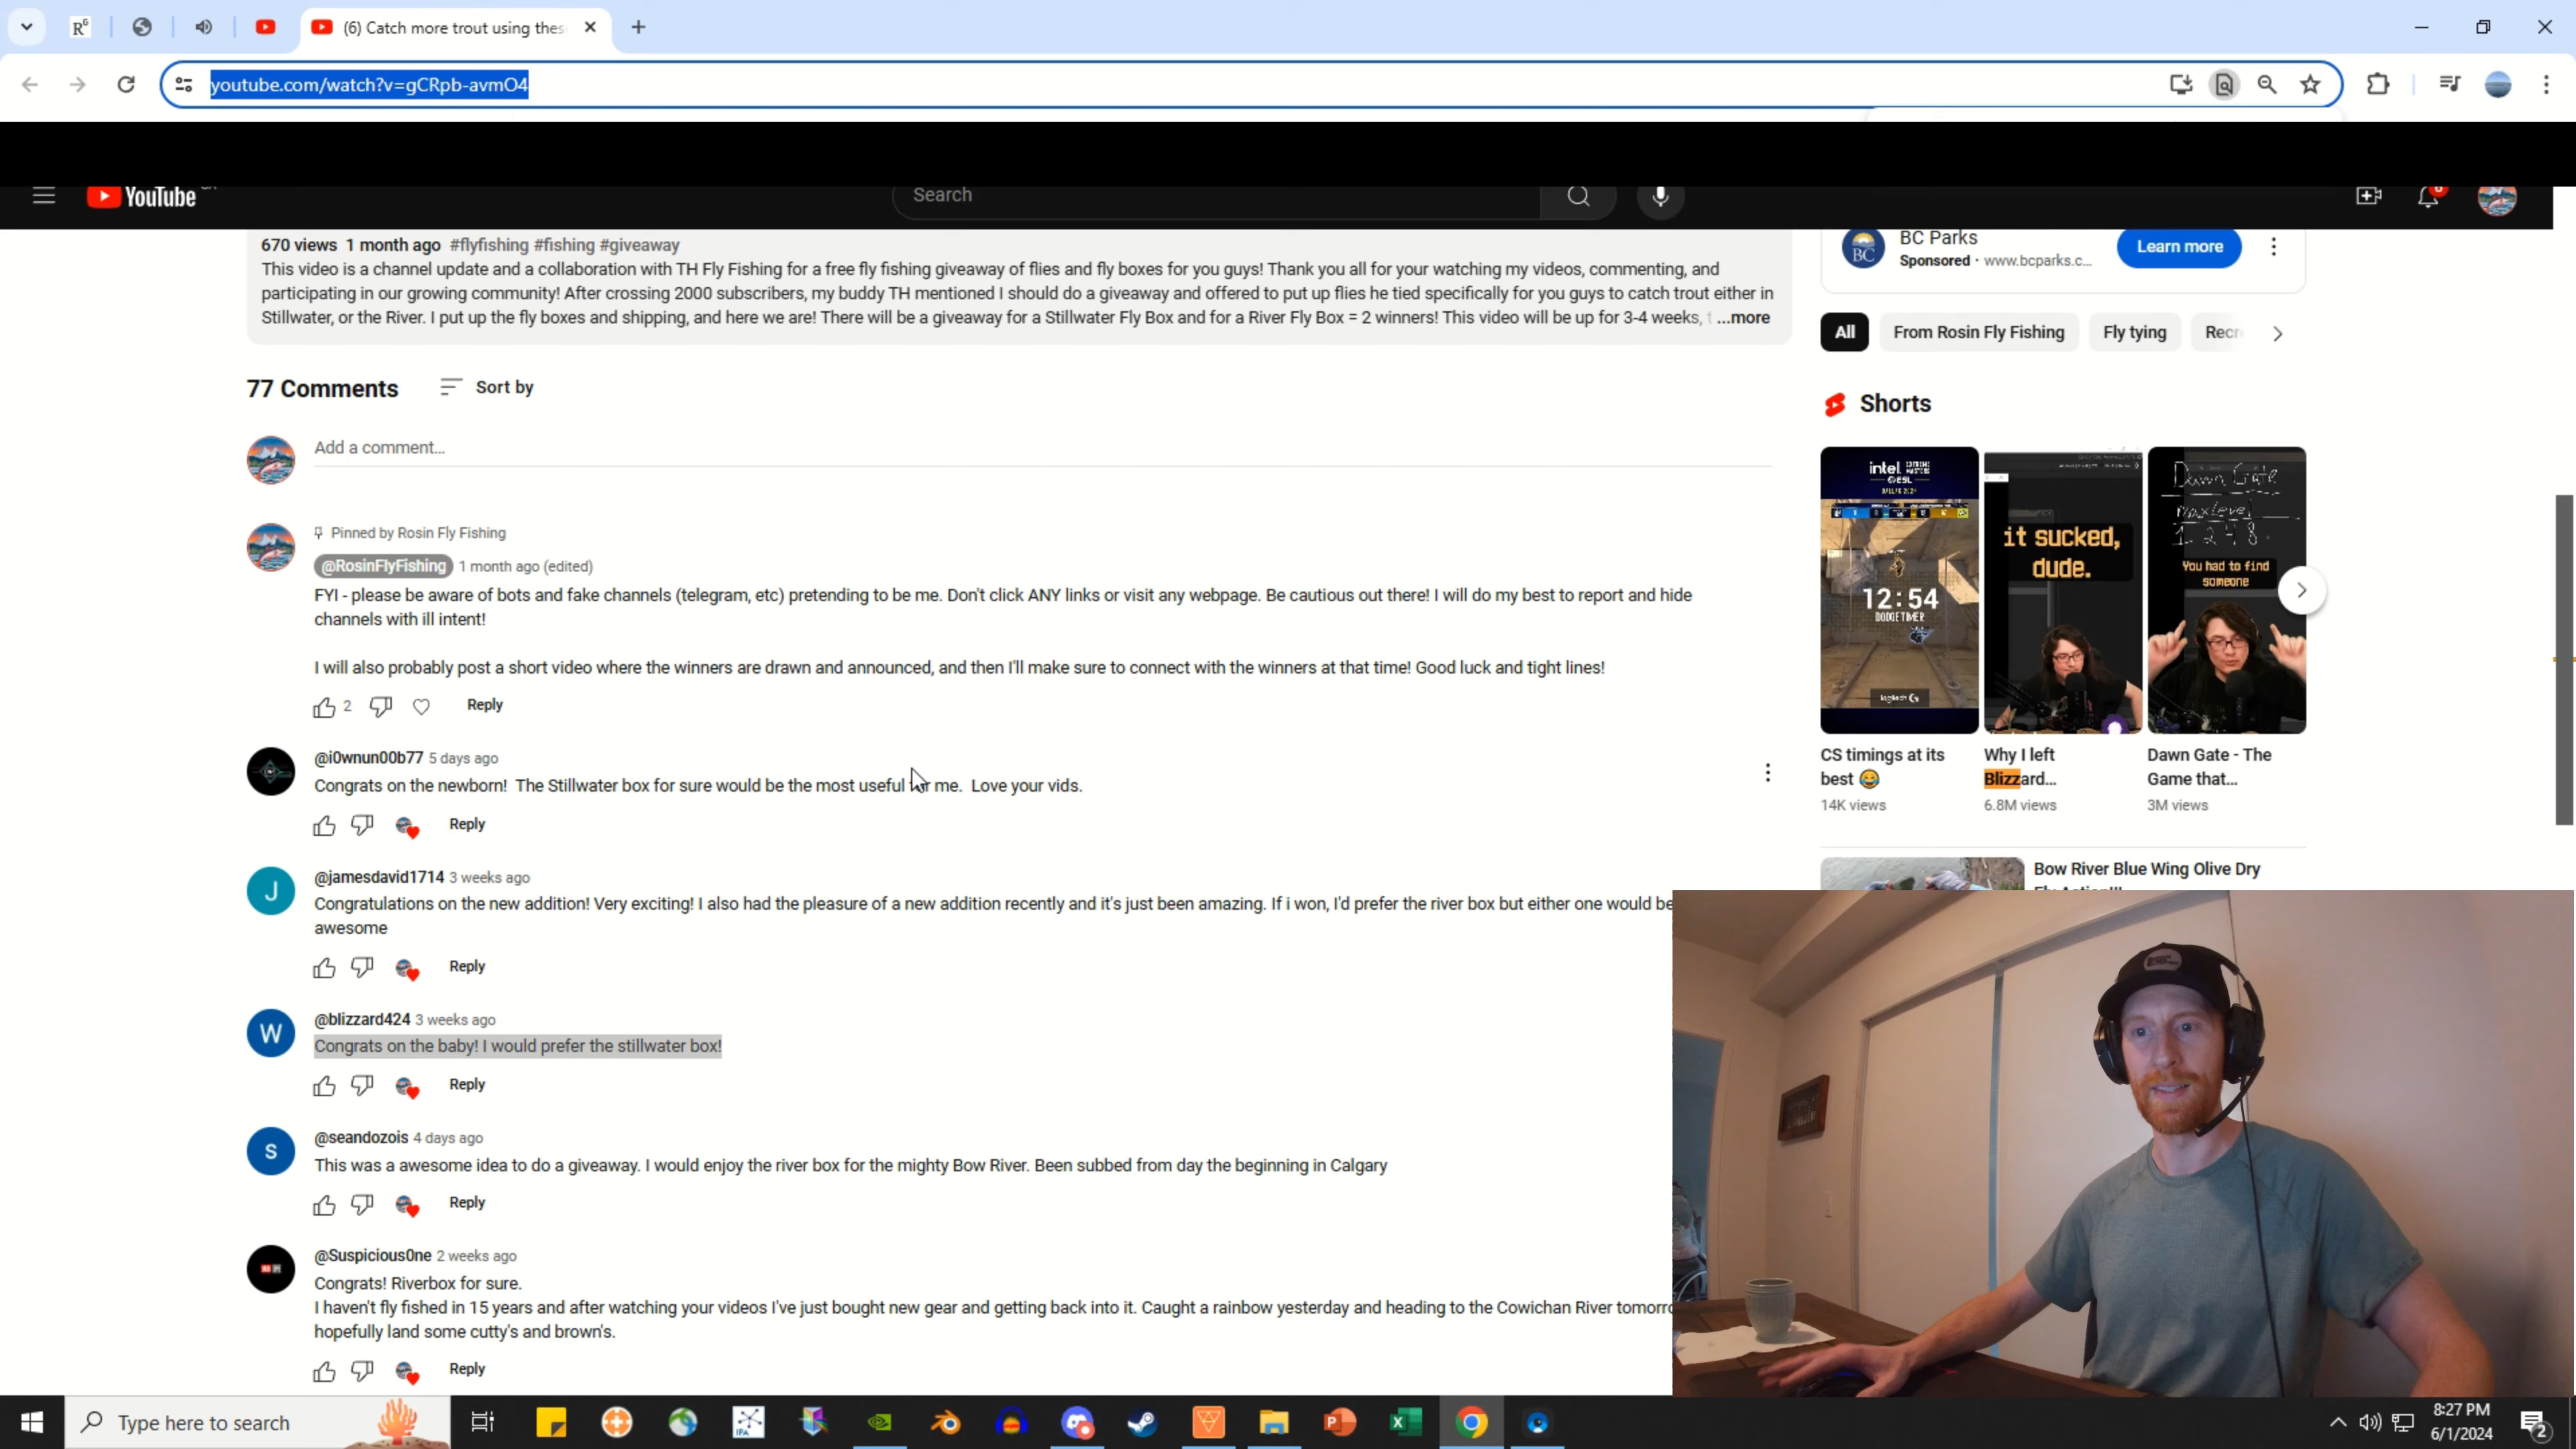 (6) Catch more trout using thes
youtube.com/watch?v=gCRpb-avmO4
YouTube
Search
670 views 1 month ago #flyfishing #fishing #giveaway
This video is a channel update and a collaboration with TH Fly Fishing for a free fly fishing giveaway of flies and fly boxes for you guys! Thank you all for your watching my videos, commenting, and
participating in our growing community! After crossing 2000 subscribers, my buddy TH mentioned I should do a giveaway and offered to put up flies he tied specifically for you guys to catch trout either in
Stillwater, or the River. I put up the fly boxes and shipping, and here we are! There will be a giveaway for a Stillwater Fly Box and for a River Fly Box = 2 winners! This video will be up for 3-4 weeks, t ...more
77 Comments
Sort by
Add a comment...
Pinned by Rosin Fly Fishing
@RosinFlyFishing 1 month ago (edited)
FYI - please be aware of bots and fake channels (telegram, etc) pretending to be me. Don't click ANY links or visit any webpage. Be cautious out there! I will do my best to report and hide
channels with ill intent!
I will also probably post a short video where the winners are drawn and announced, and then I'll make sure to connect with the winners at that time! Good luck and tight lines!
2
Reply
@i0wnun00b77 5 days ago
Congrats on the newborn! The Stillwater box for sure would be the most useful for me. Love your vids.
Reply
@jamesdavid1714 3 weeks ago
Congratulations on the new addition! Very exciting! I also had the pleasure of a new addition recently and it's just been amazing. If i won, I'd prefer the river box but either one would be
awesome
Reply
@blizzard424 3 weeks ago
Congrats on the baby! I would prefer the stillwater box!
Reply
@seandozois 4 days ago
This was a awesome idea to do a giveaway. I would enjoy the river box for the mighty Bow River. Been subbed from day the beginning in Calgary
Reply
@Suspicious0ne 2 weeks ago
Congrats! Riverbox for sure.
I haven't fly fished in 15 years and after watching your videos I've just bought new gear and getting back into it. Caught a rainbow yesterday and heading to the Cowichan River tomorro
hopefully land some cutty's and brown's.
Reply
BC Parks
Sponsored · www.bcparks.c...
Learn more
All
From Rosin Fly Fishing
Fly tying
Recr
Shorts
intel
ESL
12:54
DODGE TIMER
logitech G
it sucked,
dude.
Dawn Gate
max level
1 2 4 8
You had to find
someone
CS timings at its
best
14K views
Why I left
Blizzard...
6.8M views
Dawn Gate - The
Game that...
3M views
Bow River Blue Wing Olive Dry
J
W
S
Type here to search
8:27 PM
6/1/2024
2